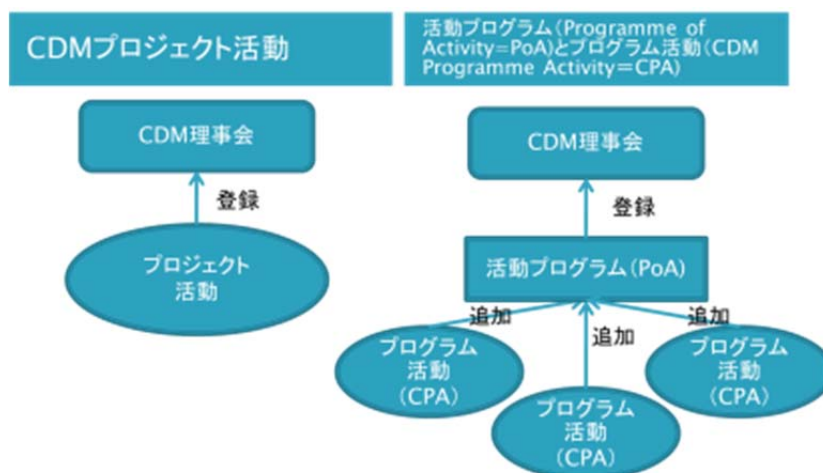 CDMプロジェクト活動
CDM理事会
登録
プロジェクト
活動
活動プログラム(Programme of
Activity=PoA)とプログラム活動(CDM
Programme Activity=CPA)
CDM理事会
登録
活動プログラム(PoA)
追加
追加
追加
プログラム
活動
(CPA)
プログラム
活動
(CPA)
プログラム
活動
(CPA)